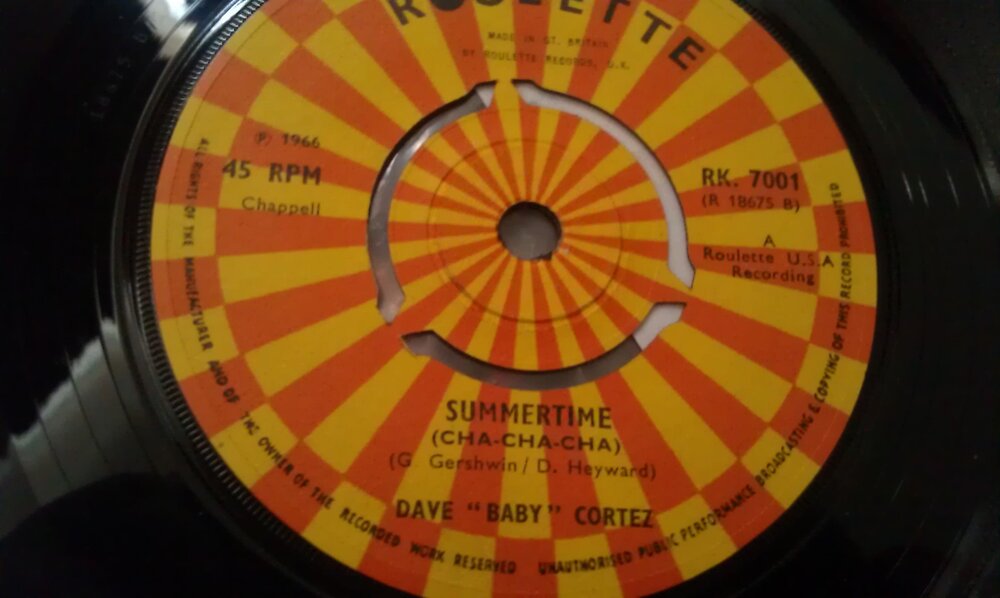 ROULETTE
MADE IN GT. BRITAIN
BY ROULETTE RECORDS, U.K.
℗ 1966
45 RPM
Chappell
RK. 7001
(R 18675 B)
A
Roulette U.S.A
Recording
SUMMERTIME
(CHA-CHA-CHA)
(G. Gershwin / D. Heyward)
DAVE "BABY" CORTEZ
ALL RIGHTS OF THE MANUFACTURER AND OF THE OWNER OF THE RECORDED WORK RESERVED UNAUTHORISED PUBLIC PERFORMANCE BROADCASTING & COPYING OF THIS RECORD PROHIBITED